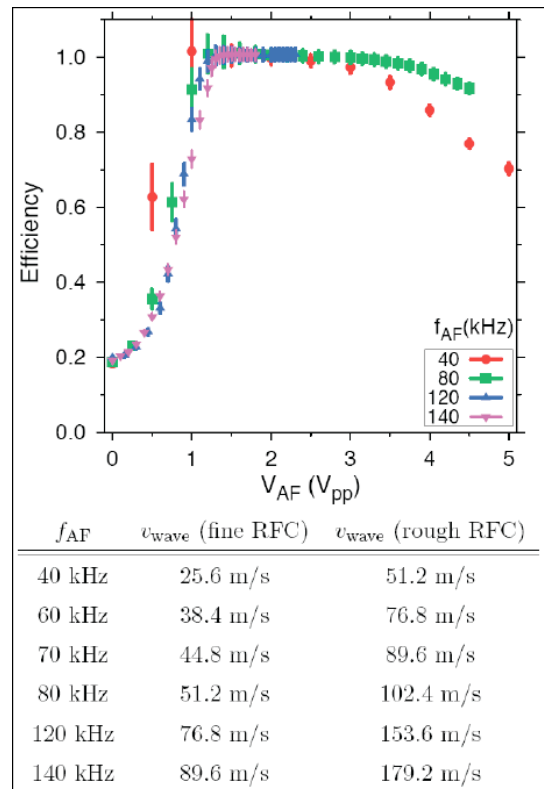 1.0
0.8
0.6
0.4
0.2
0.0
Efficiency
f_AF(kHz)
40
80
120
140
0 1 2 3 4 5
V_AF (V_pp)
f_AF v_wave (fine RFC) v_wave (rough RFC)
40 kHz 25.6 m/s 51.2 m/s
60 kHz 38.4 m/s 76.8 m/s
70 kHz 44.8 m/s 89.6 m/s
80 kHz 51.2 m/s 102.4 m/s
120 kHz 76.8 m/s 153.6 m/s
140 kHz 89.6 m/s 179.2 m/s